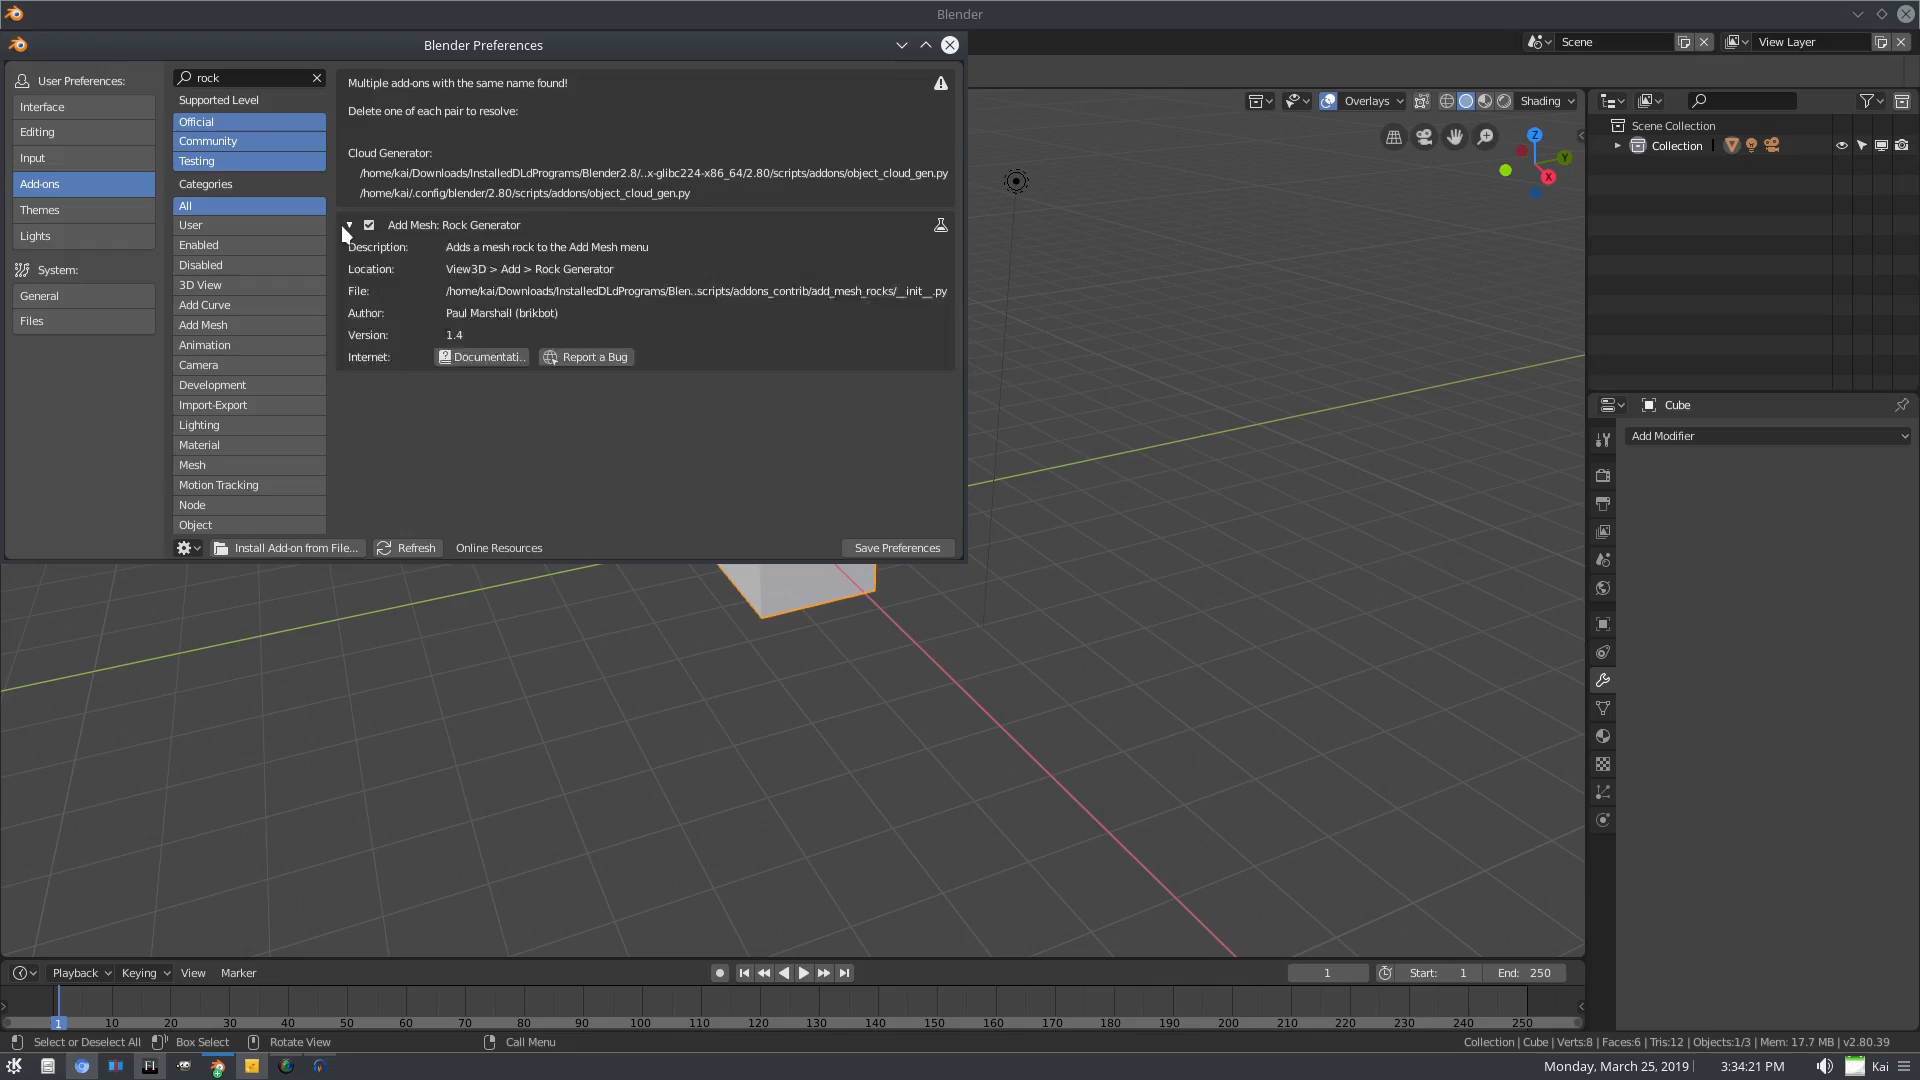 Blender
Blender Preferences
Scene
View Layer
User Preferences:
Interface
Editing
Input
Add-ons
Themes
Lights
System:
General
Files
rock
Supported Level
Official
Community
Testing
Categories
All
User
Enabled
Disabled
3D View
Add Curve
Add Mesh
Animation
Camera
Development
Import-Export
Lighting
Material
Mesh
Motion Tracking
Node
Object
Multiple add-ons with the same name found!
Delete one of each pair to resolve:
Cloud Generator:
/home/kai/Downloads/InstalledDLdPrograms/Blender2.8/..x-glibc224-x86_64/2.80/scripts/addons/object_cloud_gen.py
/home/kai/.config/blender/2.80/scripts/addons/object_cloud_gen.py
Add Mesh: Rock Generator
Description: Adds a mesh rock to the Add Mesh menu
Location: View3D > Add > Rock Generator
File: /home/kai/Downloads/InstalledDLdPrograms/Blen..scripts/addons_contrib/add_mesh_rocks/__init__.py
Author: Paul Marshall (brikbot)
Version: 1.4
Internet: Documentati.. Report a Bug
Install Add-on from File... Refresh Online Resources Save Preferences
Overlays Shading
Z
Y
X
Scene Collection
Collection
Cube
Add Modifier
Playback Keying View Marker
1 Start: 1 End: 250
1 10 20 30 40 50 60 70 80 90 100 110 120 130 140 150 160 170 180 190 200 210 220 230 240 250
Select or Deselect All Box Select Rotate View Call Menu
Collection | Cube | Verts:8 | Faces:6 | Tris:12 | Objects:1/3 | Mem: 17.7 MB | v2.80.39
Monday, March 25, 2019 3:34:21 PM Kai